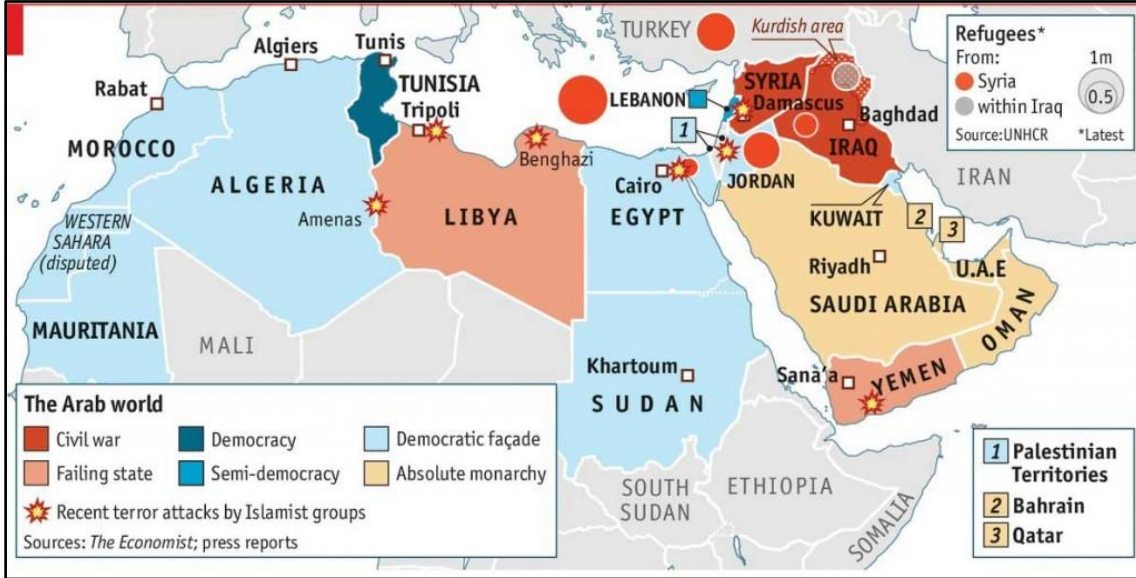 TURKEY
Kurdish area
Refugees*
From:
Syria
within Iraq
1m
0.5
Source:UNHCR
*Latest
Algiers
Tunis
Rabat
TUNISIA
Tripoli
MOROCCO
LEBANON
SYRIA
Damascus
Baghdad
IRAQ
1
Benghazi
ALGERIA
Amenas
LIBYA
Cairo
EGYPT
JORDAN
KUWAIT
IRAN
2
3
WESTERN
SAHARA
(disputed)
Riyadh
U.A.E
SAUDI ARABIA
OMAN
MAURITANIA
MALI
Khartoum
SUDAN
Sana'a
YEMEN
SOUTH
SUDAN
ETHIOPIA
SOMALIA
The Arab world
Civil war
Democracy
Democratic façade
Failing state
Semi-democracy
Absolute monarchy
Recent terror attacks by Islamist groups
Sources: The Economist; press reports
1 Palestinian
Territories
2 Bahrain
3 Qatar